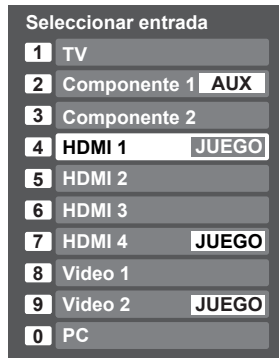 Seleccionar entrada
1 TV
2 Componente 1 AUX
3 Componente 2
4 HDMI 1 JUEGO
5 HDMI 2
6 HDMI 3
7 HDMI 4 JUEGO
8 Video 1
9 Video 2 JUEGO
0 PC